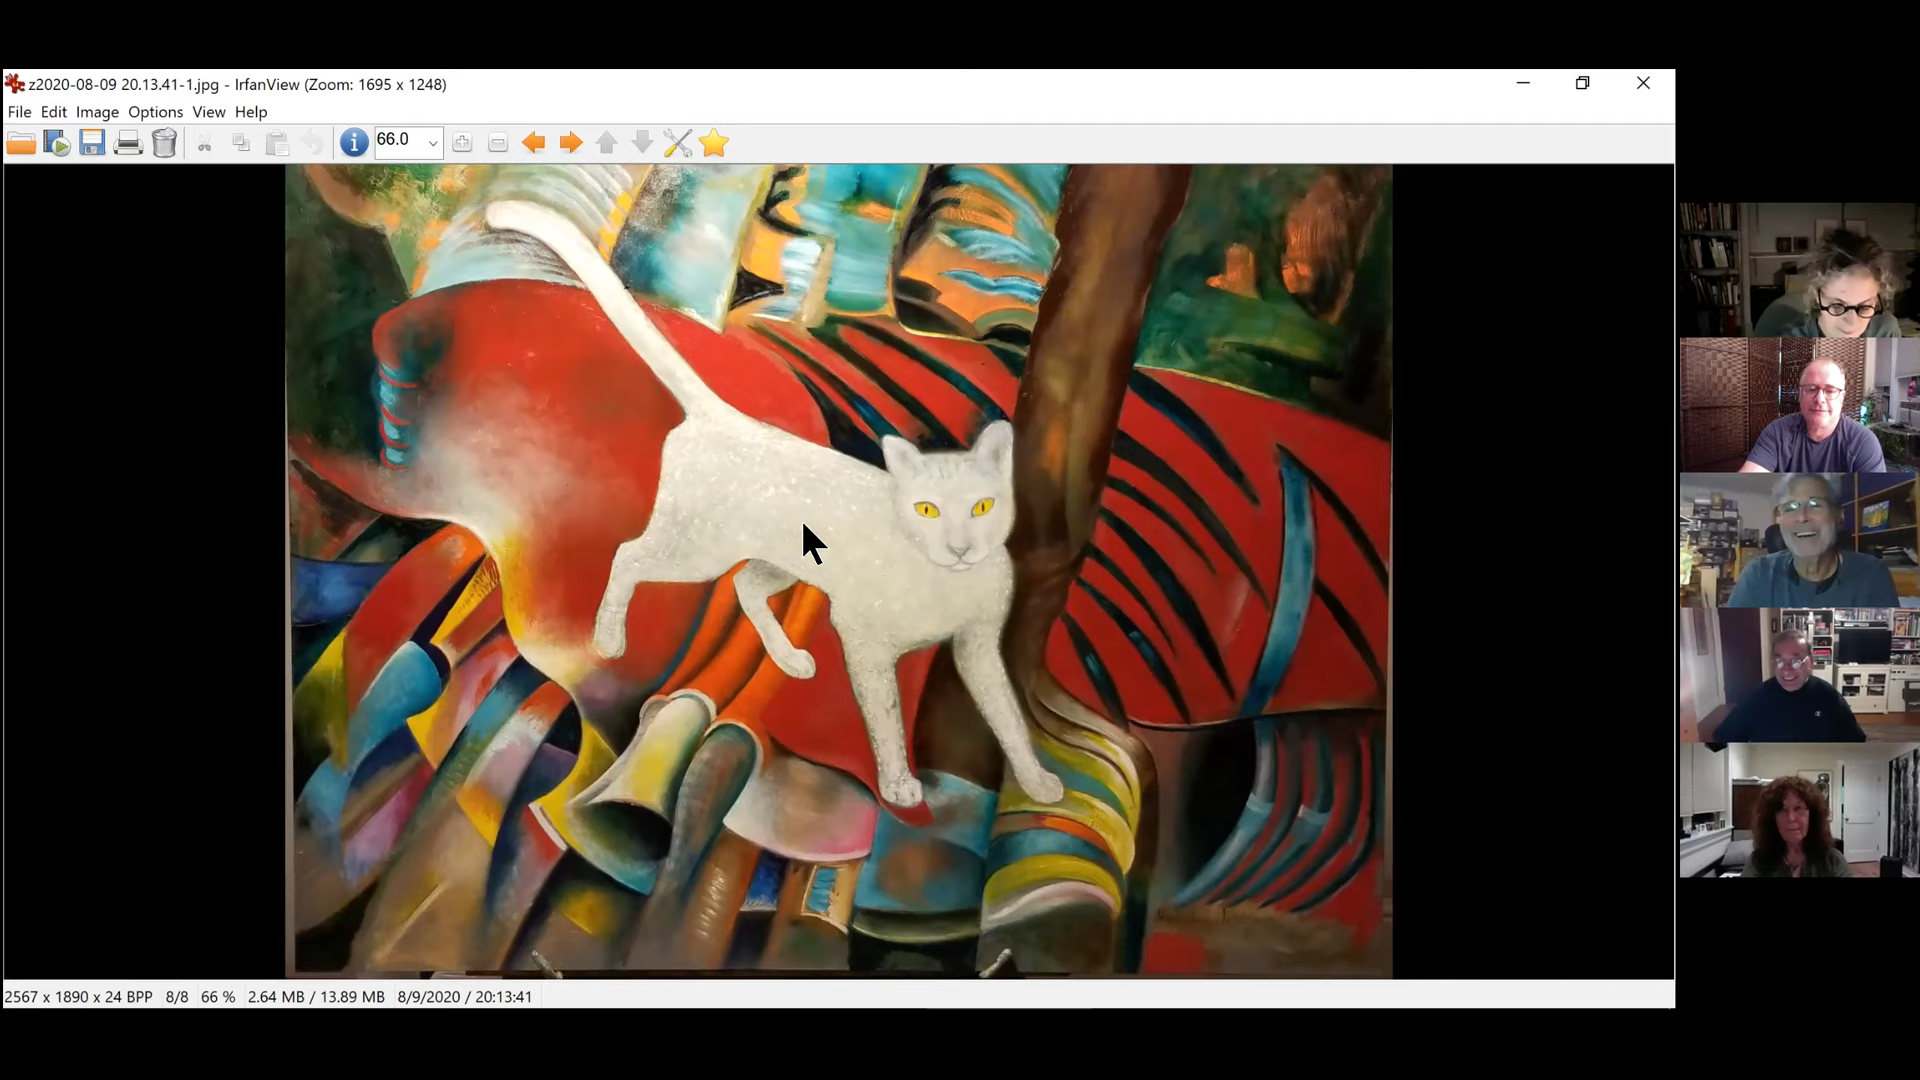 z2020-08-09 20.13.41-1.jpg - IrfanView (Zoom: 1695 x 1248)
File Edit Image Options View Help
66.0
2567 x 1890 x 24 BPP 8/8 66 % 2.64 MB / 13.89 MB 8/9/2020 / 20:13:41